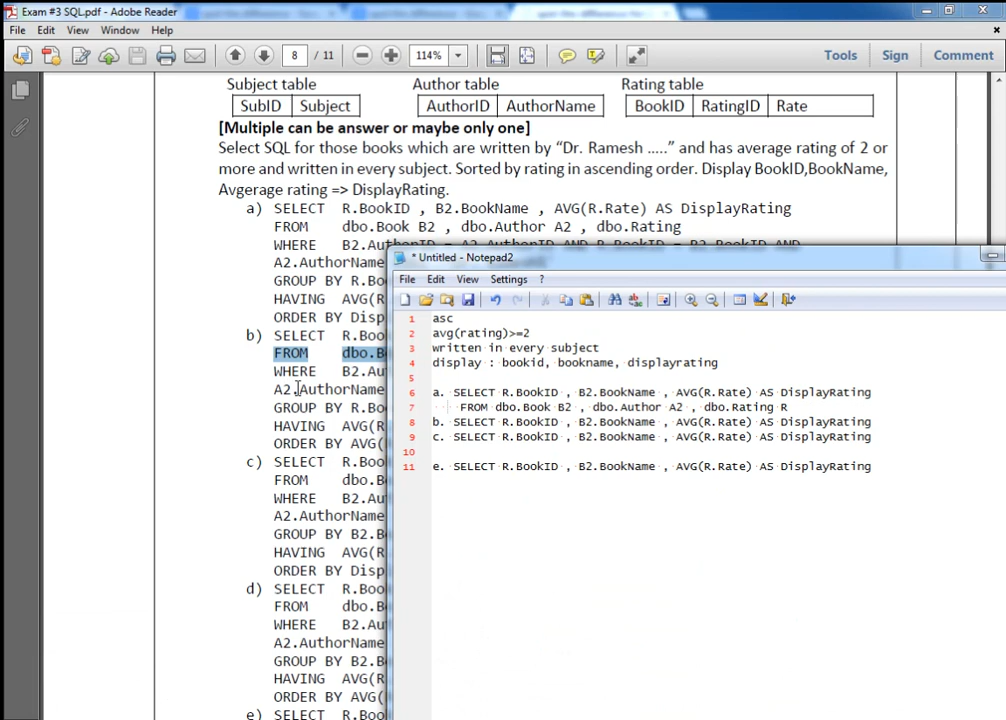 Exam #3 SQL.pdf - Adobe Reader
File Edit View Window Help
8 / 11 114% Tools Sign Comment
Subject table Author table Rating table
SubID Subject AuthorID AuthorName BookID RatingID Rate
[Multiple can be answer or maybe only one]
Select SQL for those books which are written by “Dr. Ramesh .....” and has average rating of 2 or
more and written in every subject. Sorted by rating in ascending order. Display BookID,BookName,
Avgerage rating => DisplayRating.
a) SELECT R.BookID , B2.BookName , AVG(R.Rate) AS DisplayRating
FROM dbo.Book B2 , dbo.Author A2 , dbo.Rating
WHERE B2.AuthorID = A2.AuthorID AND R.BookID = B2.BookID AND
A2.AuthorName
GROUP BY R.Bo
HAVING AVG(R
ORDER BY Disp
b) SELECT R.Boo
FROM dbo.B
WHERE B2.Au
A2.AuthorName
GROUP BY R.Bo
HAVING AVG(R
ORDER BY AVG(
c) SELECT R.Boo
FROM dbo.B
WHERE B2.Au
A2.AuthorName
GROUP BY B2.B
HAVING AVG(R
ORDER BY Disp
d) SELECT R.Boo
FROM dbo.B
WHERE B2.Au
A2.AuthorName
GROUP BY B2.B
HAVING AVG(R
ORDER BY AVG(
e) SELECT R.Boo
* Untitled - Notepad2
File Edit View Settings ?
1 asc
2 avg(rating)>=2
3 written in every subject
4 display : bookid, bookname, displayrating
5
6 a. SELECT R.BookID , B2.BookName , AVG(R.Rate) AS DisplayRating
7 FROM dbo.Book B2 , dbo.Author A2 , dbo.Rating R
8 b. SELECT R.BookID , B2.BookName , AVG(R.Rate) AS DisplayRating
9 c. SELECT R.BookID , B2.BookName , AVG(R.Rate) AS DisplayRating
10
11 e. SELECT R.BookID , B2.BookName , AVG(R.Rate) AS DisplayRating